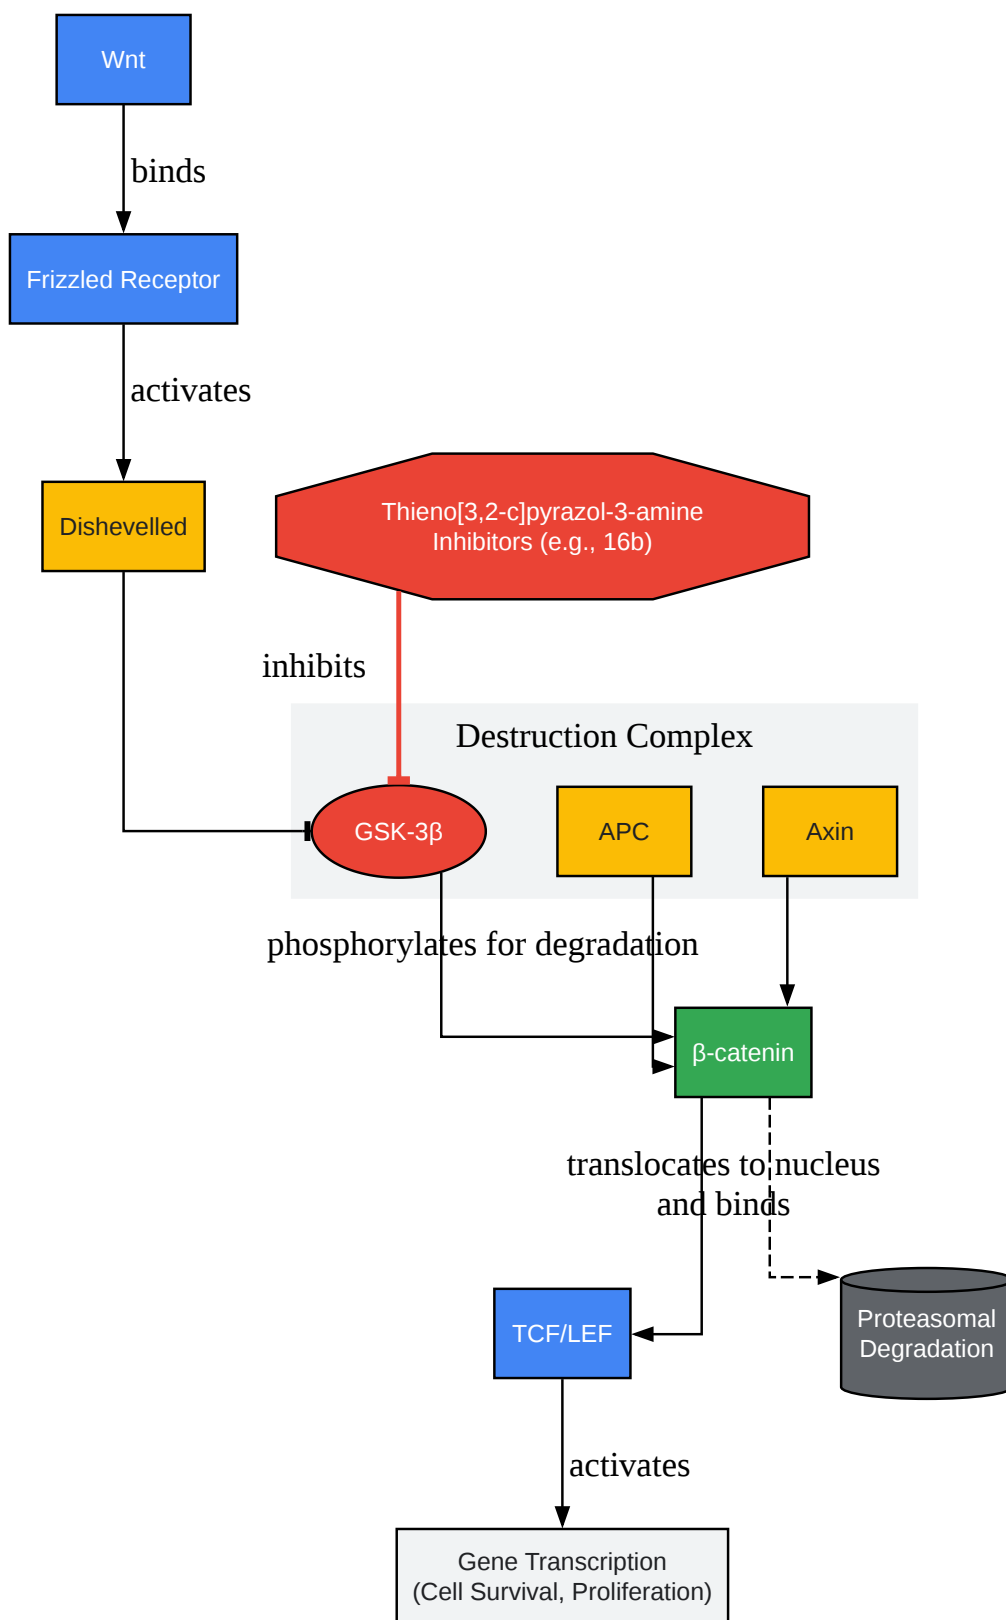 Wnt
binds
Frizzled Receptor
activates
Dishevelled
Thieno[3,2-c]pyrazol-3-amine
Inhibitors (e.g., 16b)
inhibits
Destruction Complex
GSK-3β
APC
Axin
phosphorylates for degradation
β-catenin
translocates to nucleus
and binds
Proteasomal
Degradation
TCF/LEF
activates
Gene Transcription
(Cell Survival, Proliferation)